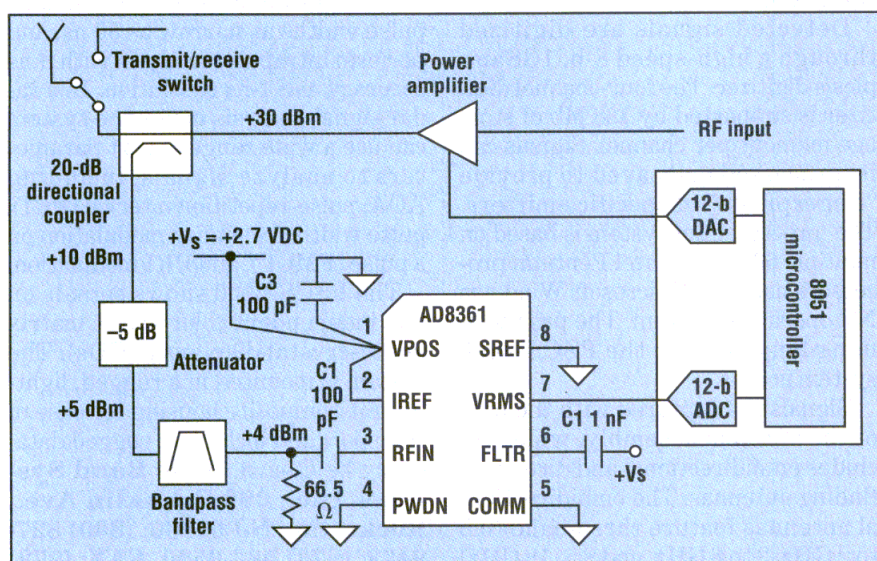 Transmit/receive
switch
Power
amplifier
+30 dBm
RF input
20-dB
directional
coupler
+10 dBm
+VS = +2.7 VDC
C3
100 pF
12-b
DAC
8051
microcontroller
–5 dB
Attenuator
AD8361
VPOS
SREF
8
C1
100
pF
2
IREF
VRMS
7
12-b
ADC
+5 dBm
+4 dBm
3
RFIN
FLTR
6
C1 1 nF
+VS
Bandpass
filter
66.5
Ω
4
PWDN
COMM
5